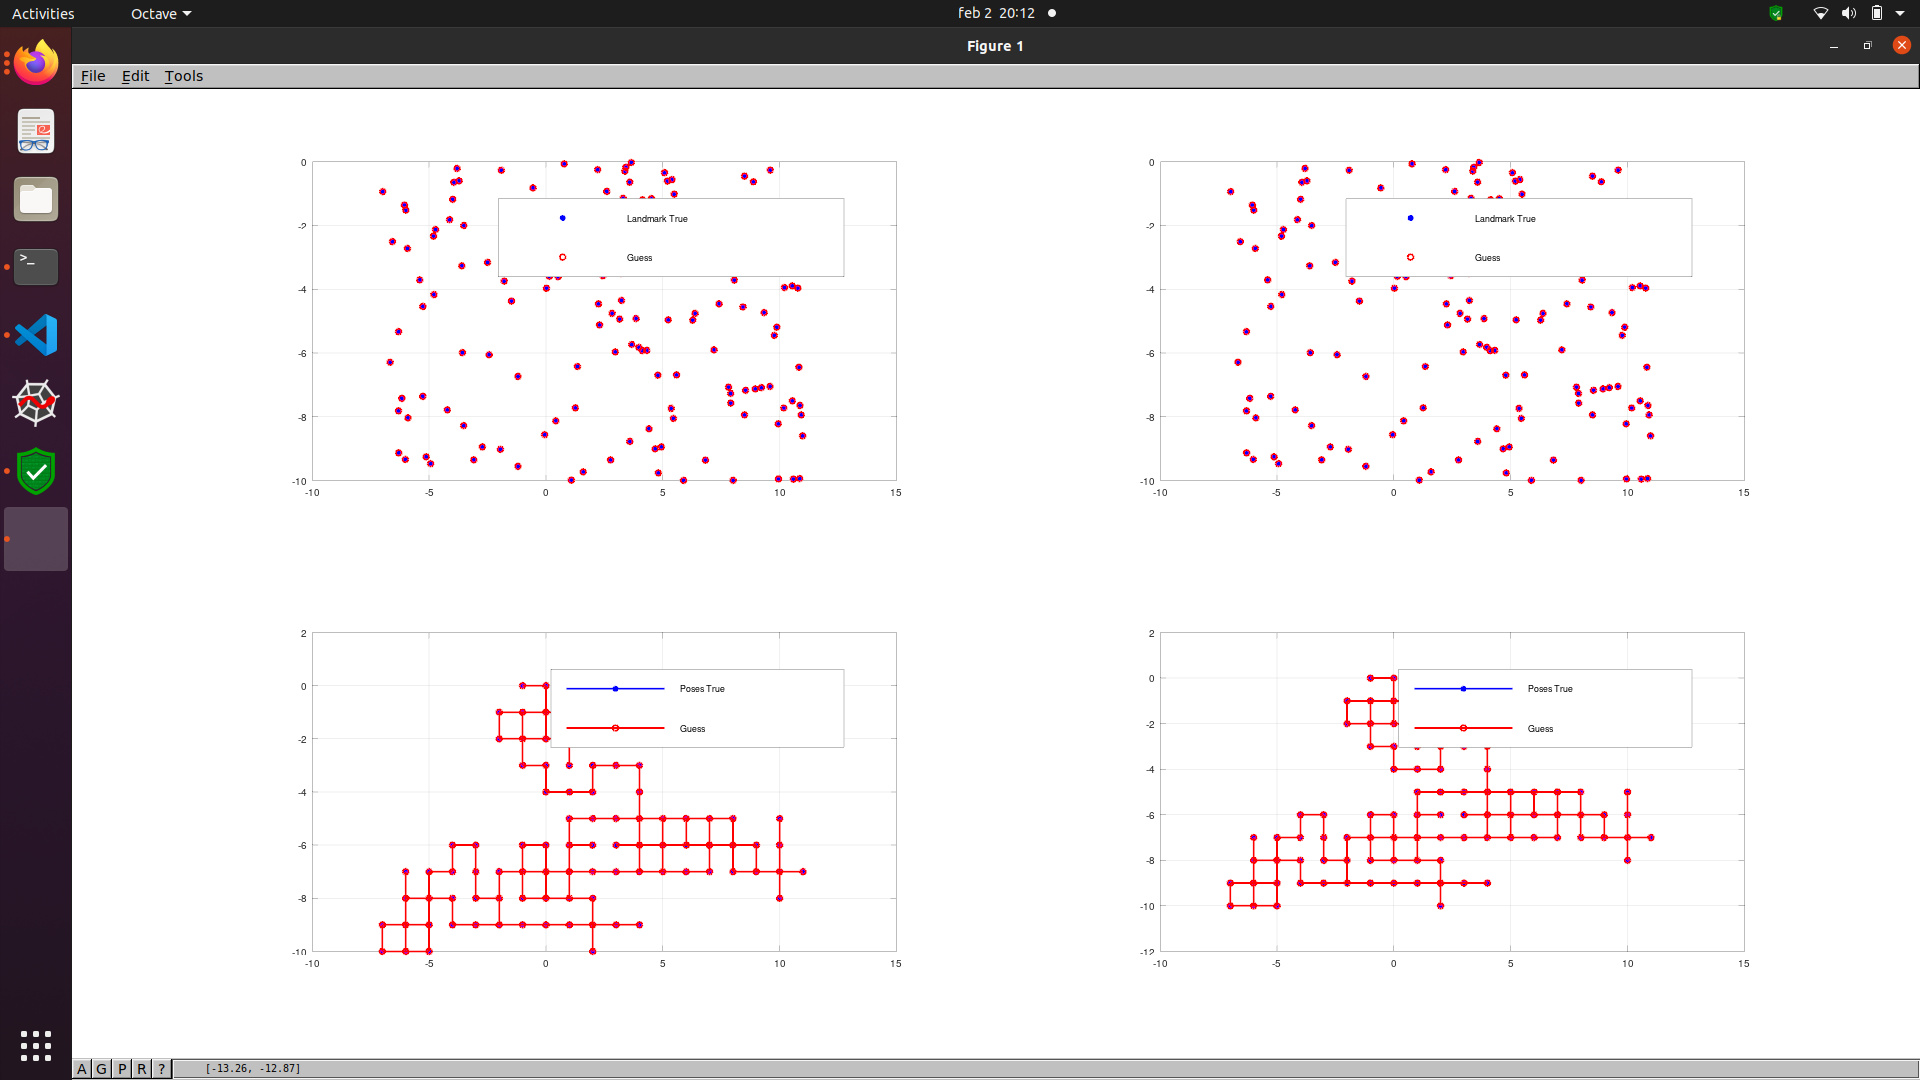 Activities Octave feb 2 20:12
Figure 1
File Edit Tools
0
-2
-4
-6
-8
-10
-10 -5 0 5 10 15
Landmark True
Guess
0
-2
-4
-6
-8
-10
-10 -5 0 5 10 15
Landmark True
Guess
2
0
-2
-4
-6
-8
-10
-10 -5 0 5 10 15
Poses True
Guess
2
0
-2
-4
-6
-8
-10
-12
-10 -5 0 5 10 15
Poses True
Guess
>_
A G P R ? [-13.26, -12.87]